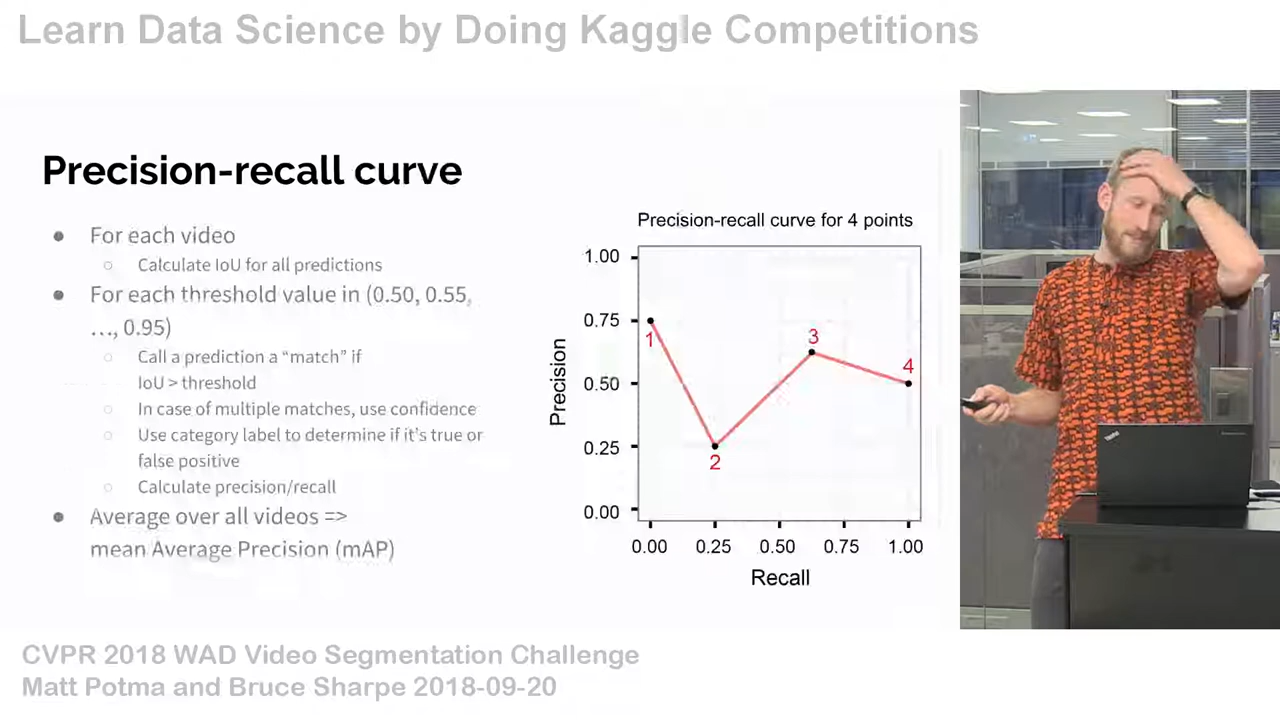 Learn Data Science by Doing Kaggle Competitions
Precision-recall curve
● For each video
○ Calculate IoU for all predictions
● For each threshold value in (0.50, 0.55,
…, 0.95)
○ Call a prediction a “match” if
IoU > threshold
○ In case of multiple matches, use confidence
○ Use category label to determine if it's true or
false positive
○ Calculate precision/recall
● Average over all videos =>
mean Average Precision (mAP)
Precision-recall curve for 4 points
1.00
0.75
0.50
0.25
0.00
Precision
1
2
3
4
0.00 0.25 0.50 0.75 1.00
Recall
ThinkPad
CVPR 2018 WAD Video Segmentation Challenge
Matt Potma and Bruce Sharpe 2018-09-20